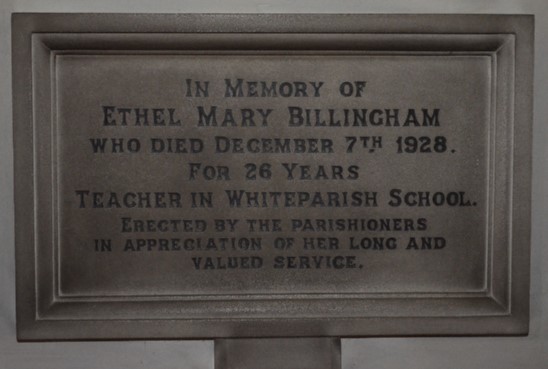 In Memory of
Ethel Mary Billingham
who died December 7th 1928.
For 26 Years
Teacher in Whiteparish School.
Erected by the parishioners
in appreciation of her long and
valued service.